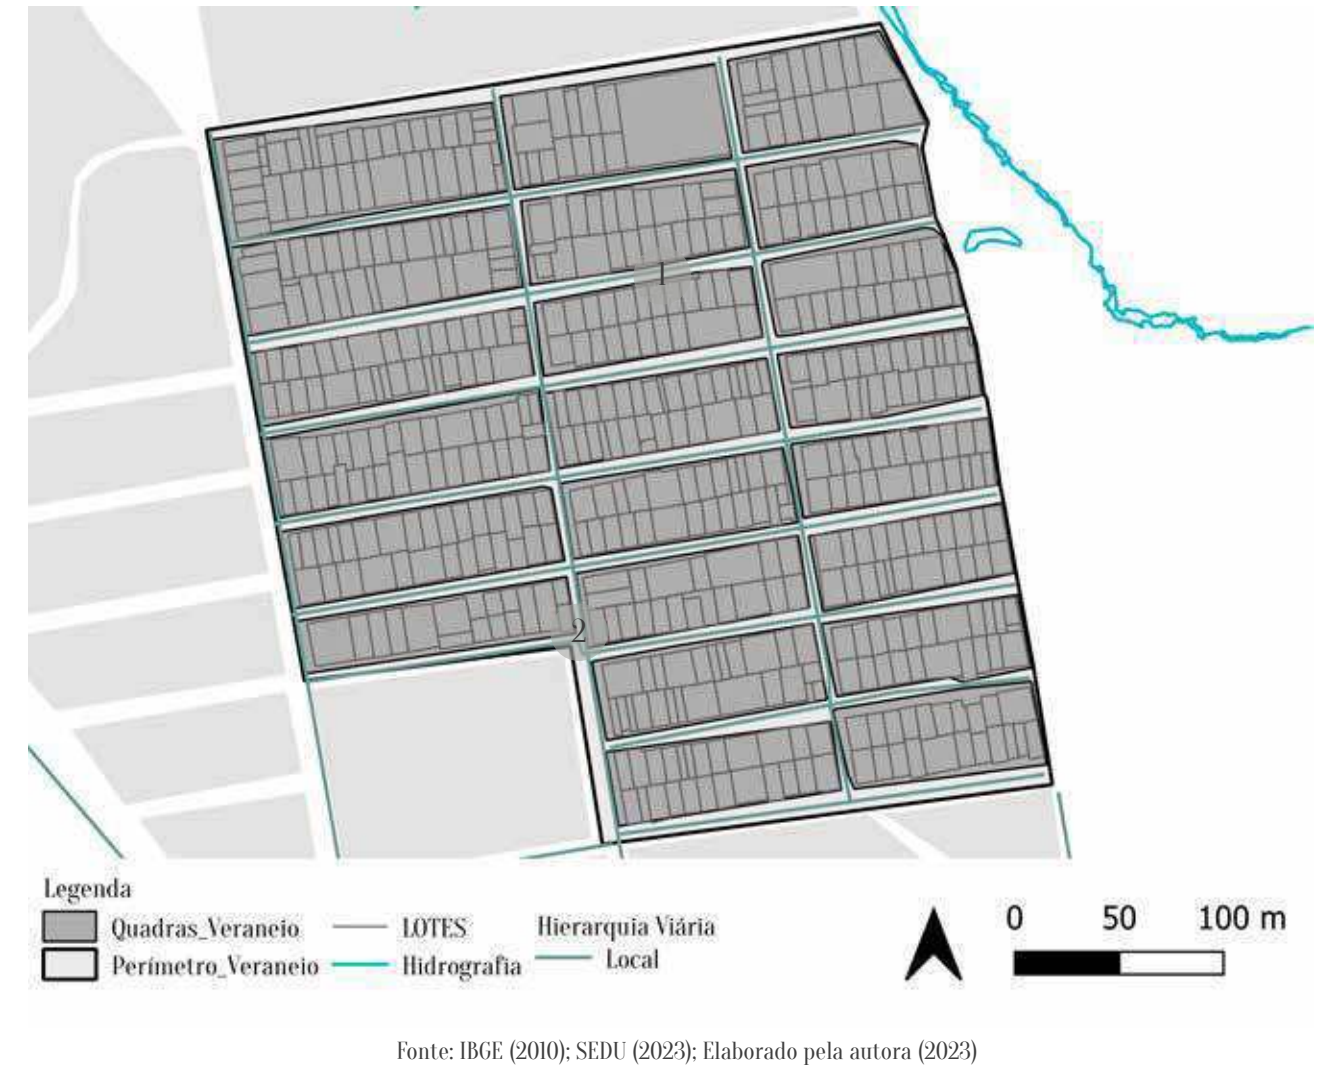 1
2
Legenda
Quadras_Veraneio
LOTES
Hierarquia Viária
Perímetro_Veraneio
Hidrografia
Local
0 50 100 m
Fonte: IBGE (2010); SEDU (2023); Elaborado pela autora (2023)